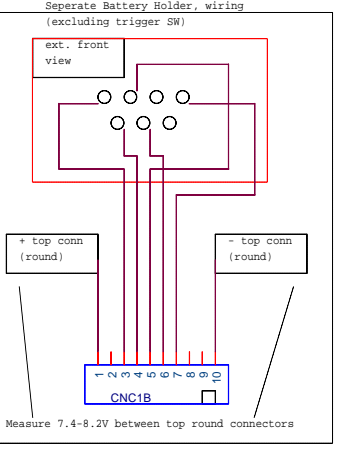 Seperate Battery Holder, wiring
(excluding trigger SW)
ext. front
view
+ top conn
(round)
- top conn
(round)
1 2 3 4 5 6 7 8 9 10
CNC1B
Measure 7.4-8.2V between top round connectors